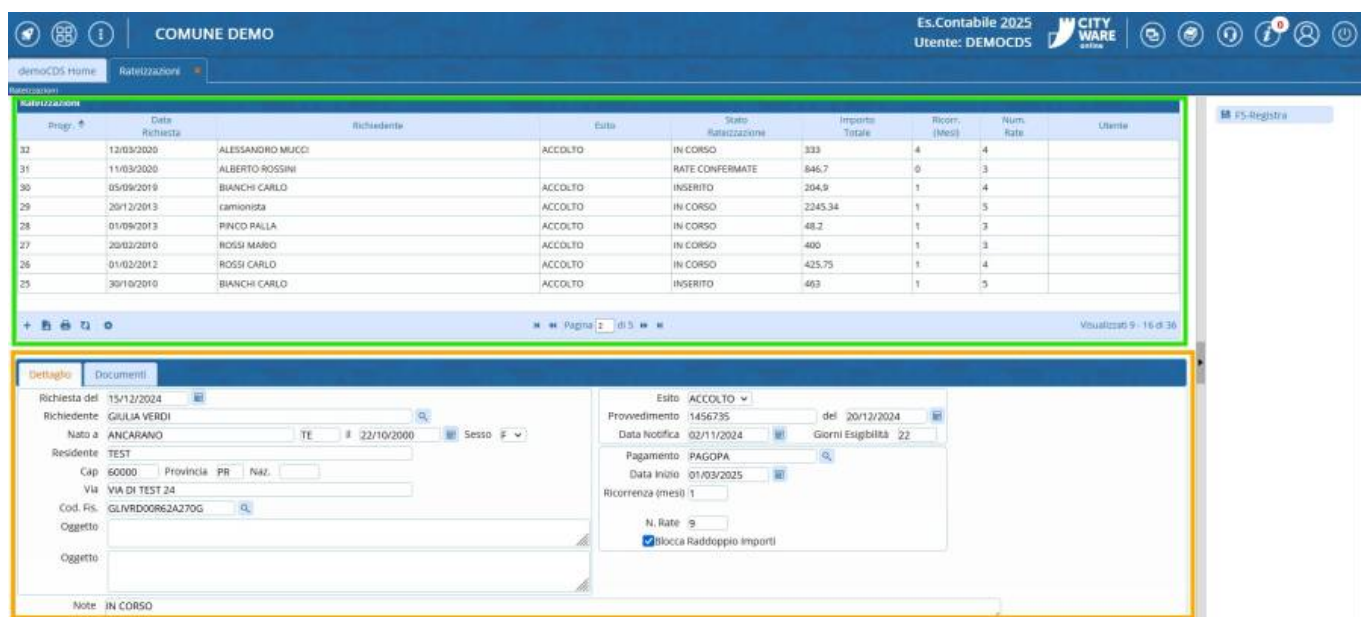 COMUNE DEMO
Es.Contabile 2025
Utente: DEMOCDS
CITY WARE online
0
demoCDS Home Rateizzazioni
Rateizzazioni
Rateizzazioni
Progr. Data Richiesta Richiedente Esito Stato Rateizzazione Importo Totale Ricorr. (Mesi) Num. Rate Utente
32 12/03/2020 ALESSANDRO MUCCI ACCOLTO IN CORSO 333 4 4
31 11/03/2020 ALBERTO ROSSINI RATE CONFERMATE 846.7 0 3
30 05/09/2019 BIANCHI CARLO ACCOLTO INSERITO 204,9 1 4
29 20/12/2013 camionista ACCOLTO IN CORSO 2245.34 1 5
28 01/09/2013 PINCO PALLA ACCOLTO IN CORSO 48.2 1 3
27 20/02/2010 ROSSI MARIO ACCOLTO IN CORSO 400 1 3
26 01/02/2012 ROSSI CARLO ACCOLTO IN CORSO 425.75 1 4
25 30/10/2010 BIANCHI CARLO ACCOLTO INSERITO 463 1 5
Pagina 2 di 5 Visualizzati 9 - 16 di 36
F5-Registra
Dettaglio Documenti
Richiesta del 15/12/2024
Richiedente GIULIA VERDI
Nato a ANCARANO TE il 22/10/2000 Sesso F
Residente TEST
Cap 60000 Provincia PR Naz.
Via VIA DI TEST 24
Cod. Fis. GLIVRD00R62A270G
Oggetto
Oggetto
Note IN CORSO
Esito ACCOLTO
Provvedimento 1456735 del 20/12/2024
Data Notifica 02/11/2024 Giorni Esigibilità 22
Pagamento PAGOPA
Data Inizio 01/03/2025
Ricorrenza (mesi) 1
N. Rate 9
Blocca Raddoppio Importi